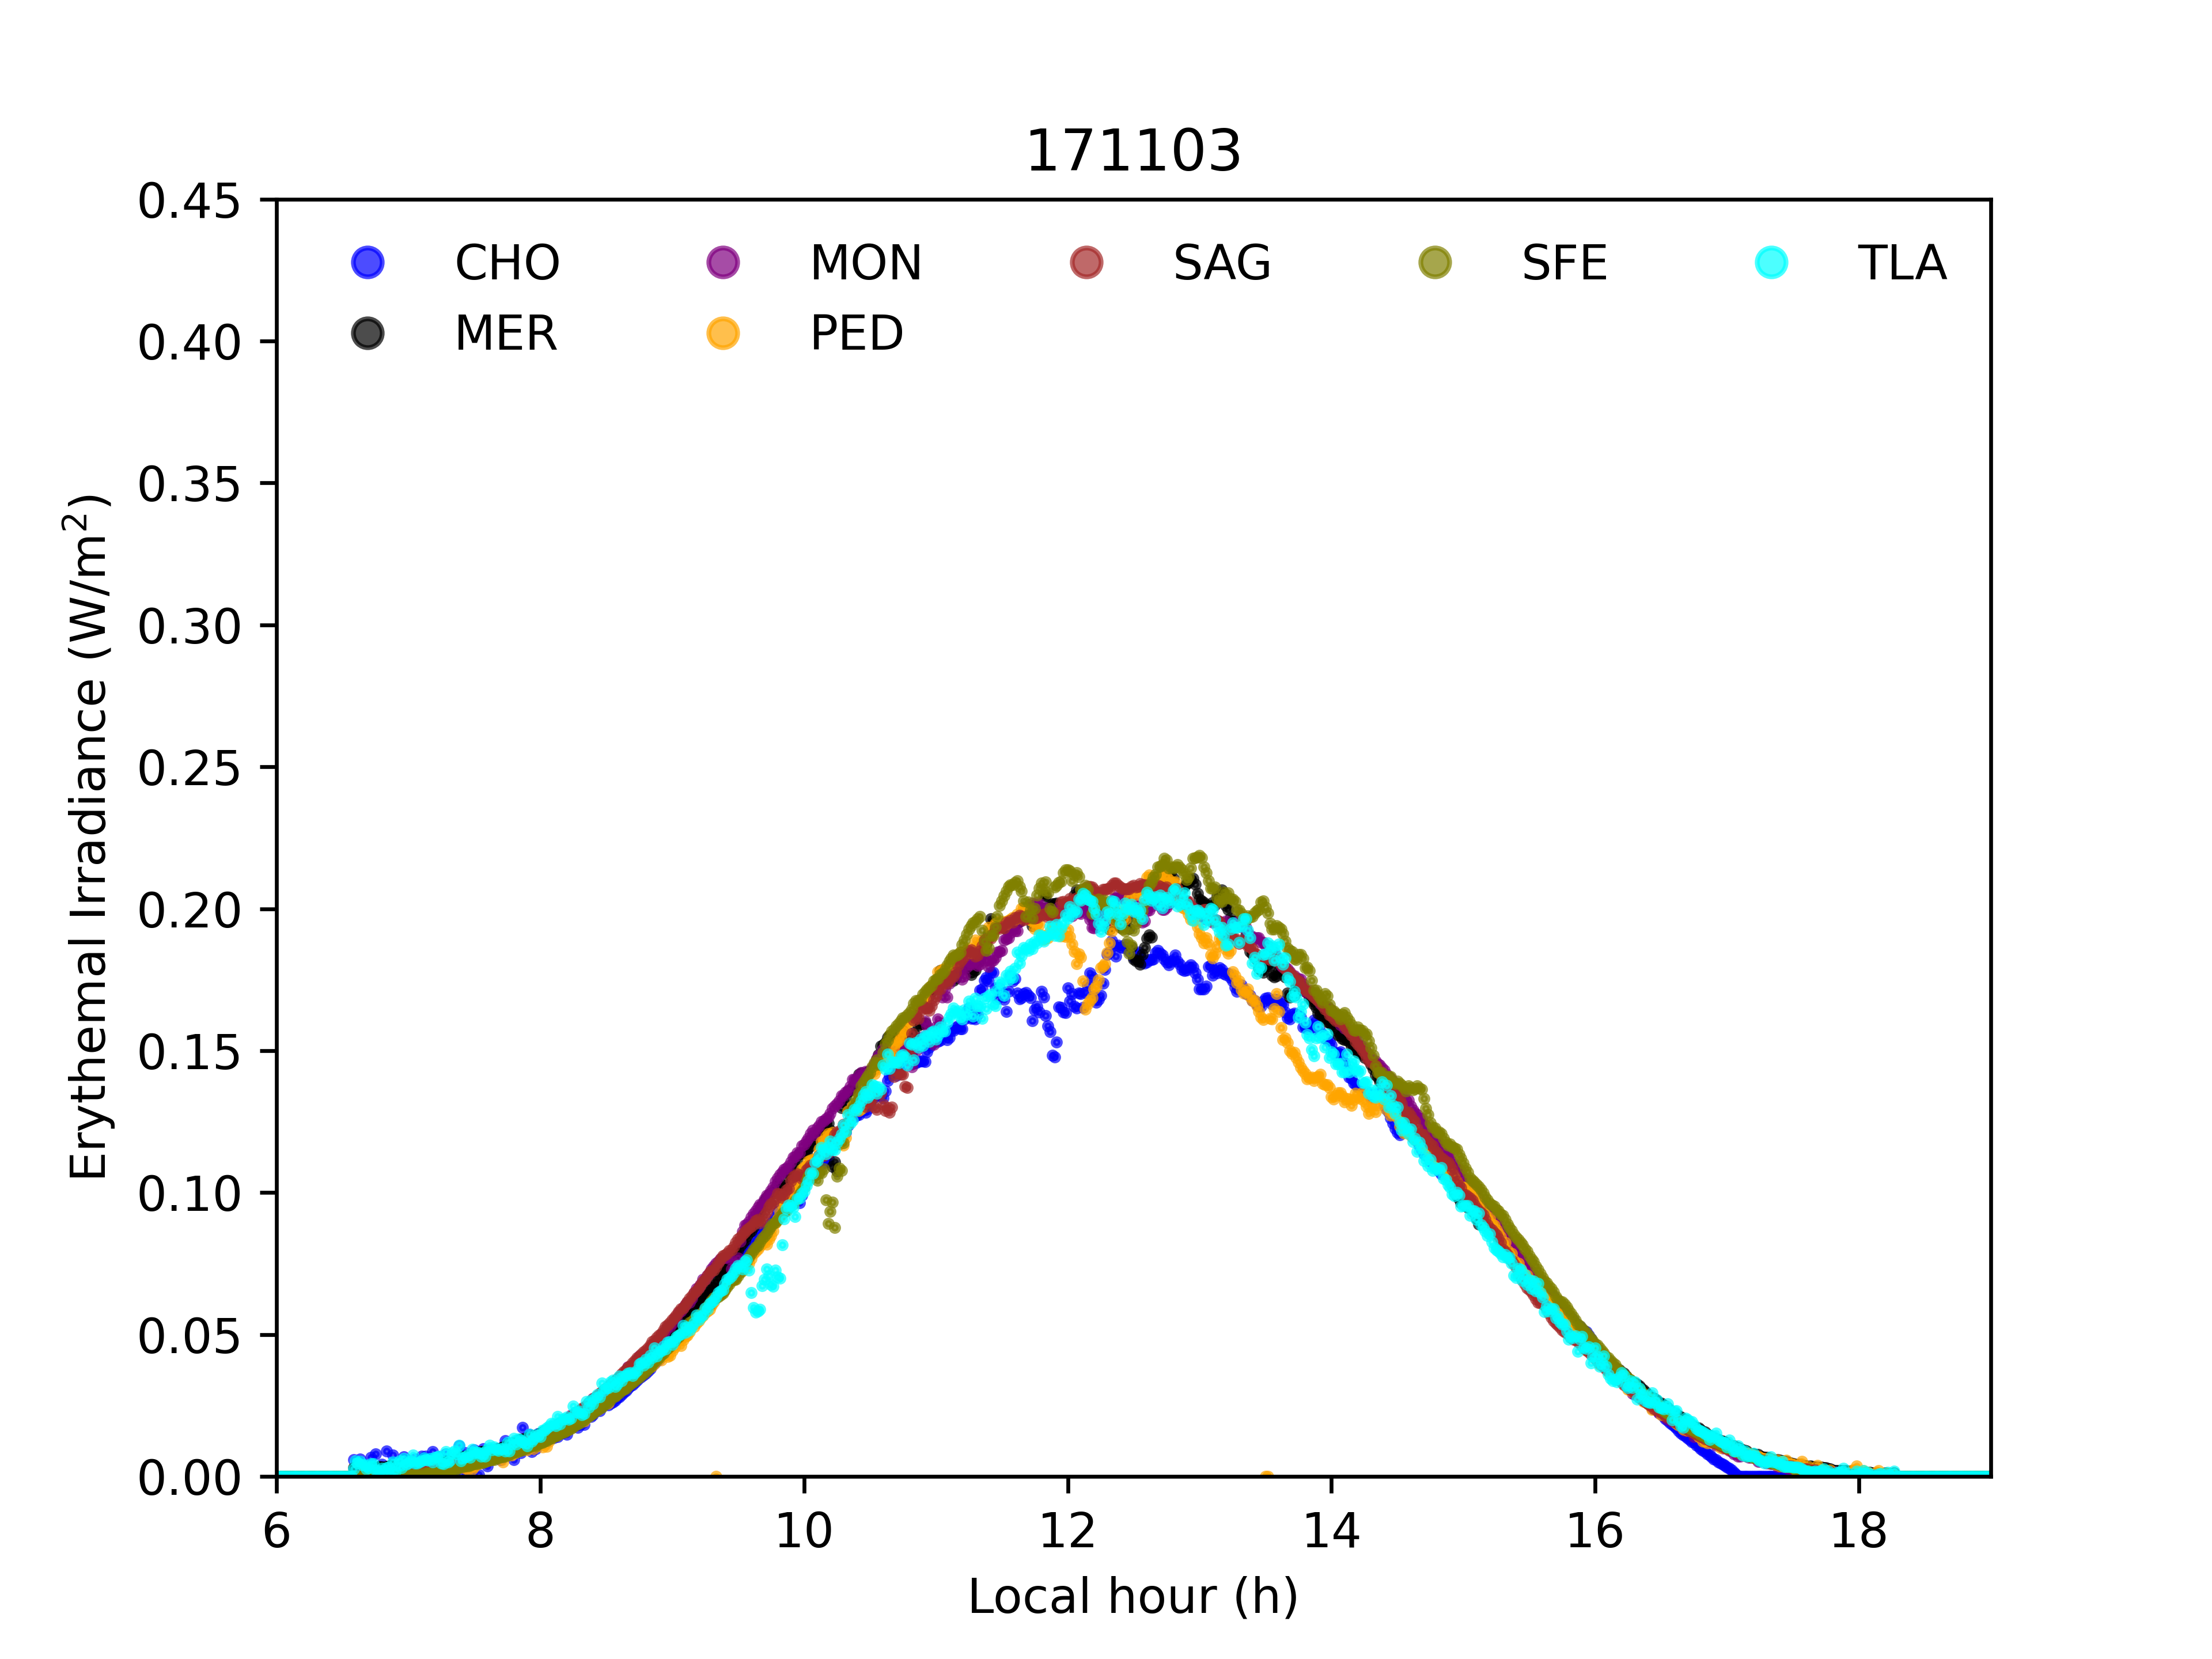 171103
Erythemal Irradiance (W/m²)
0.45
0.40
0.35
0.30
0.25
0.20
0.15
0.10
0.05
0.00
CHO MON SAG SFE TLA
MER PED
6 8 10 12 14 16 18
Local hour (h)